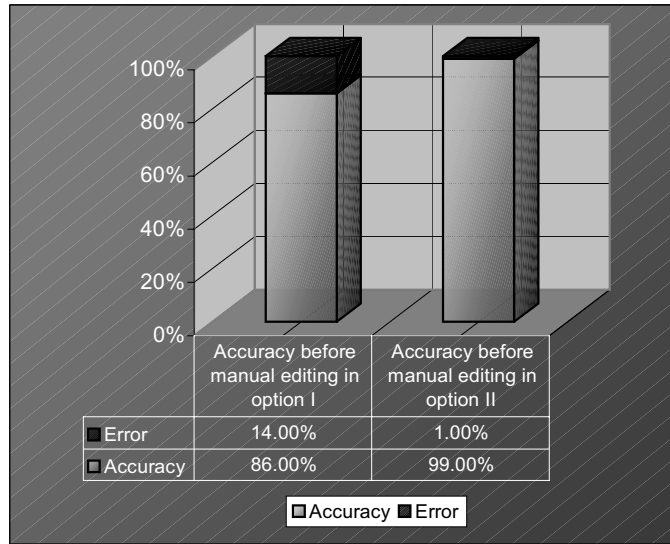 100%
80%
60%
40%
20%
0%
Accuracy before manual editing in option I
Accuracy before manual editing in option II
Error 14.00% 1.00%
Accuracy 86.00% 99.00%
Accuracy Error